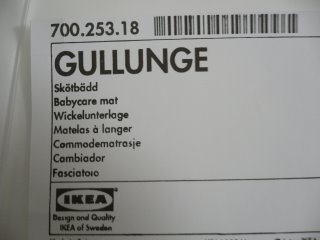 700.253.18
GULLUNGE
Skötbädd
Babycare mat
Wickelunterlage
Matelas à langer
Commodematrasje
Cambiador
Fasciatoio
IKEA
Design and Quality
IKEA of Sweden